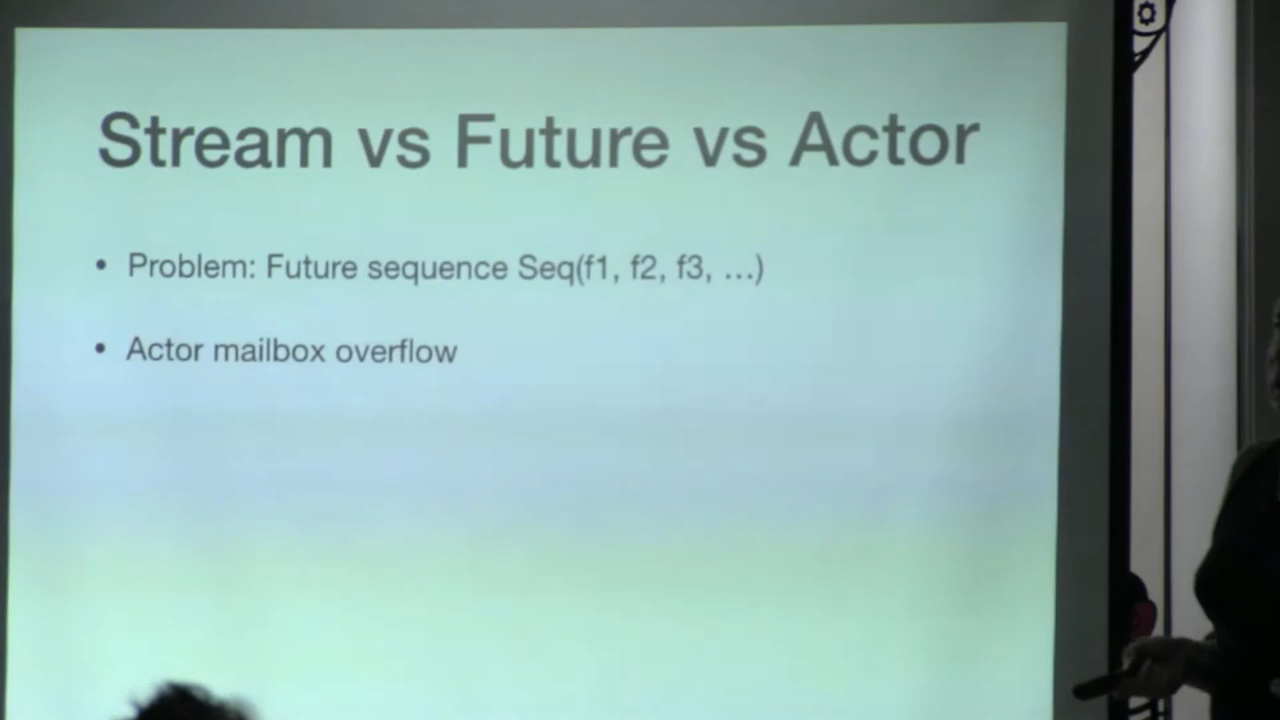 Stream vs Future vs Actor
• Problem: Future sequence Seq(f1, f2, f3, …)
• Actor mailbox overflow